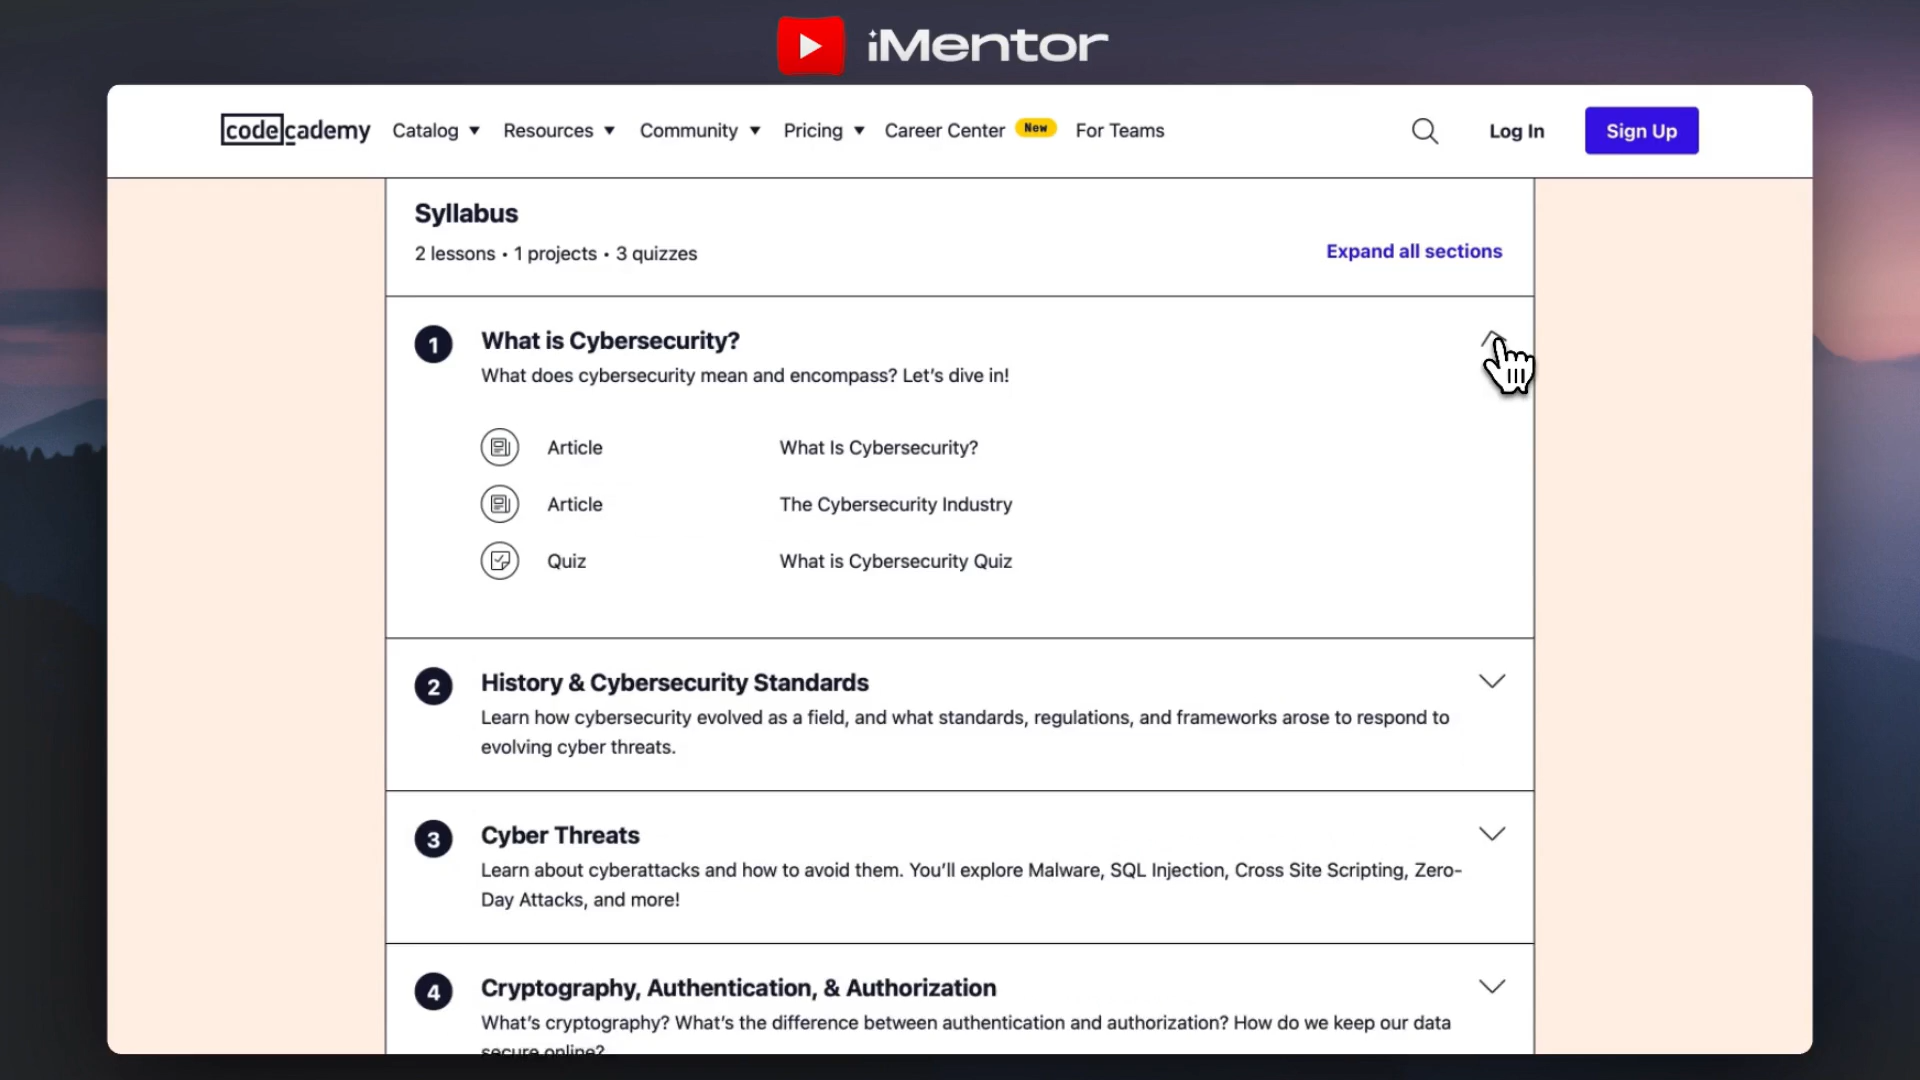 iMentor
codecademy Catalog Resources Community Pricing Career Center New For Teams Log In Sign Up
Syllabus
2 lessons • 1 projects • 3 quizzes
Expand all sections
1 What is Cybersecurity?
What does cybersecurity mean and encompass? Let's dive in!
Article What Is Cybersecurity?
Article The Cybersecurity Industry
Quiz What is Cybersecurity Quiz
2 History & Cybersecurity Standards
Learn how cybersecurity evolved as a field, and what standards, regulations, and frameworks arose to respond to
evolving cyber threats.
3 Cyber Threats
Learn about cyberattacks and how to avoid them. You'll explore Malware, SQL Injection, Cross Site Scripting, Zero-
Day Attacks, and more!
4 Cryptography, Authentication, & Authorization
What's cryptography? What's the difference between authentication and authorization? How do we keep our data
secure online?